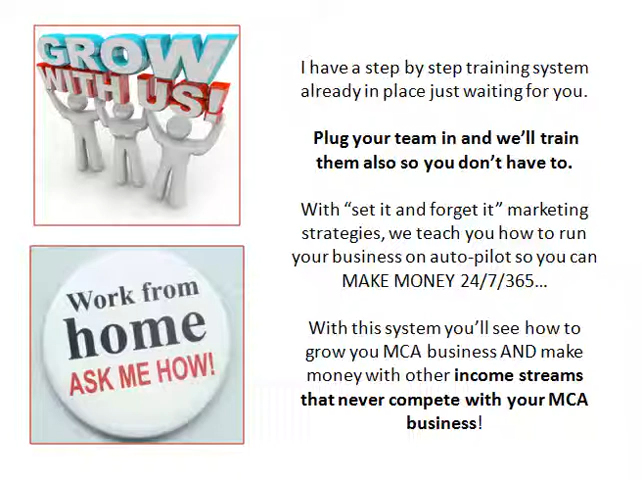 GROW
WITH US!
I have a step by step training system
already in place just waiting for you.
Plug your team in and we'll train
them also so you don't have to.
With “set it and forget it” marketing
strategies, we teach you how to run
your business on auto-pilot so you can
MAKE MONEY 24/7/365…
Work from
home
ASK ME HOW!
With this system you'll see how to
grow you MCA business AND make
money with other income streams
that never compete with your MCA
business!